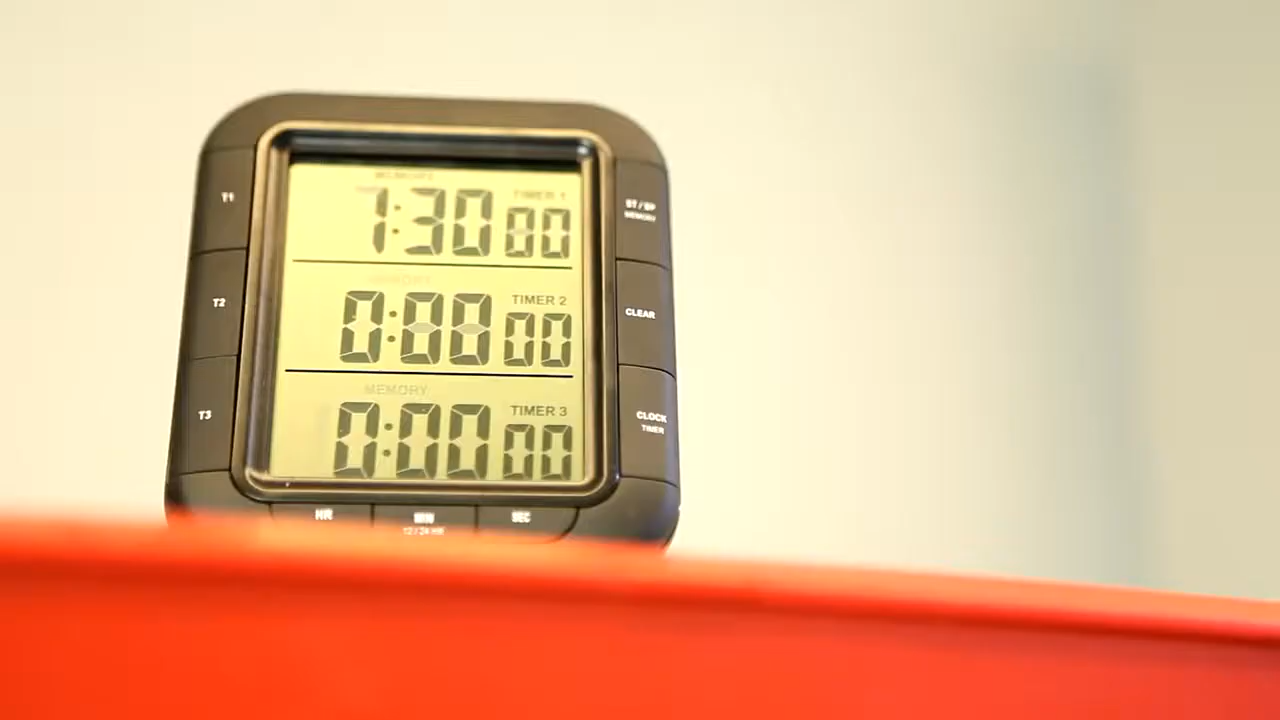 MEMORY
T1 TIMER 1 ST / SP
1:30 00 MEMORY
MEMORY
T2 TIMER 2 CLEAR
0:00 00
MEMORY
T3 TIMER 3 CLOCK
0:00 00 TIMER
HR MIN SEC
12 / 24 HR